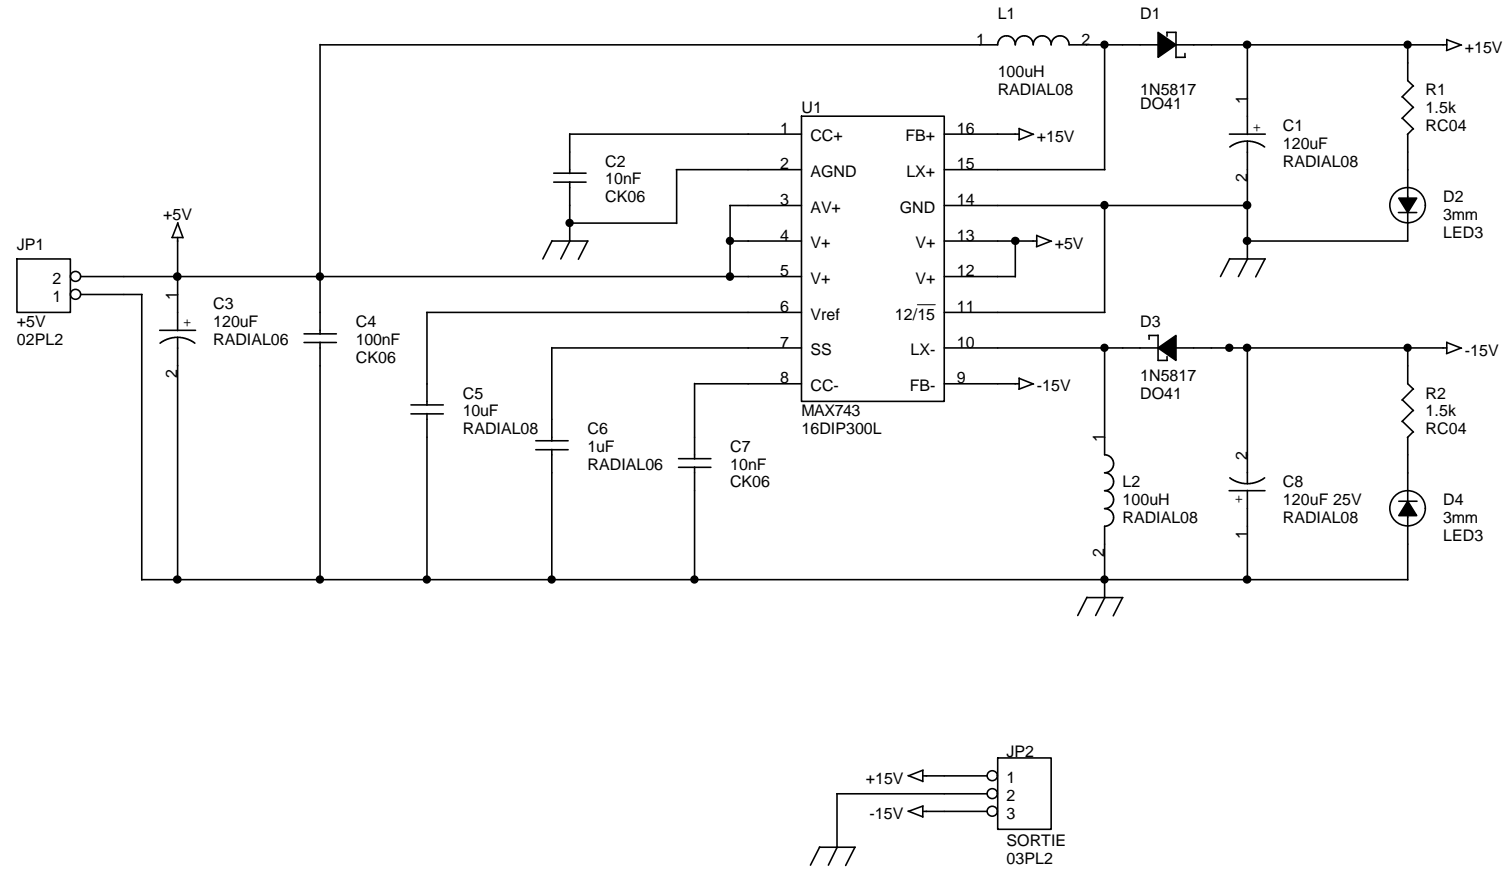 L1
1
2
100uH
RADIAL08
D1
1N5817
DO41
+15V
R1
1.5k
RC04
1
+
C1
120uF
RADIAL08
2
D2
3mm
LED3
U1
1 CC+
2 AGND
3 AV+
4 V+
5 V+
6 Vref
7 SS
8 CC-
FB+ 16
LX+ 15
GND 14
V+ 13
V+ 12
12/15 11
LX- 10
FB- 9
MAX743
16DIP300L
+15V
+5V
-15V
C2
10nF
CK06
+5V
JP1
2
1
+5V
02PL2
1
+
2
C3
120uF
RADIAL06
C4
100nF
CK06
C5
10uF
RADIAL08
C6
1uF
RADIAL06
C7
10nF
CK06
D3
1N5817
DO41
-15V
R2
1.5k
RC04
1
L2
100uH
RADIAL08
2
2
C8
120uF 25V
RADIAL08
+
1
D4
3mm
LED3
JP2
+15V
1
2
-15V
3
SORTIE
03PL2